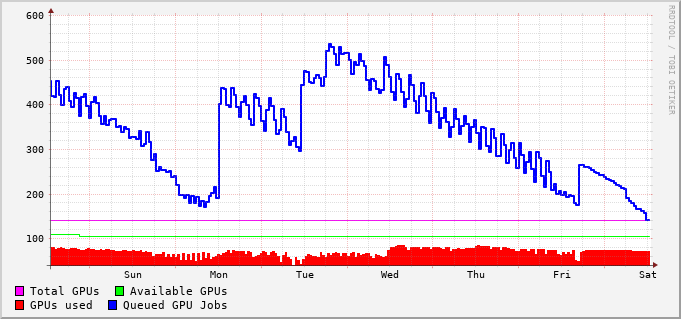 600
500
400
300
200
100
Sun Mon Tue Wed Thu Fri Sat
Total GPUs Available GPUs
GPUs used Queued GPU Jobs
RRDTOOL / TOBI OETIKER